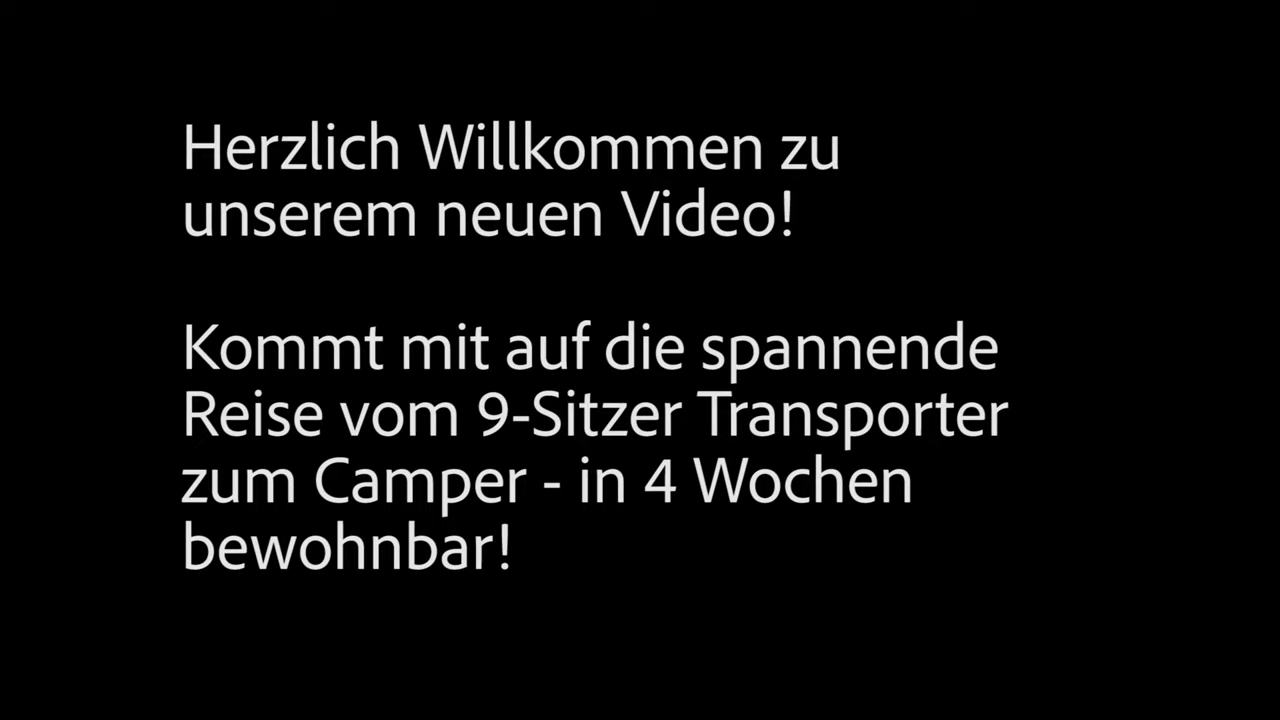 Herzlich Willkommen zu
unserem neuen Video!
Kommt mit auf die spannende
Reise vom 9-Sitzer Transporter
zum Camper - in 4 Wochen
bewohnbar!